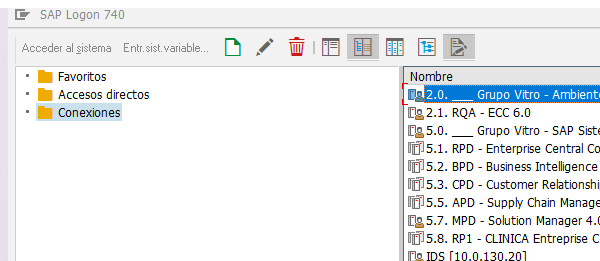 SAP Logon 740
Acceder al sistema Entr.sist.variable...
Favoritos
Accesos directos
Conexiones
Nombre
2.0. ___ Grupo Vitro - Ambiente
2.1. RQA - ECC 6.0
5.0. ___ Grupo Vitro - SAP Siste
5.1. RPD - Enterprise Central Co
5.2. BPD - Business Intelligence
5.3. CPD - Customer Relationshi
5.5. APD - Supply Chain Manage
5.7. MPD - Solution Manager 4.0
5.8. RP1 - CLINICA Entreprise C
IDS [10.0.130.20]